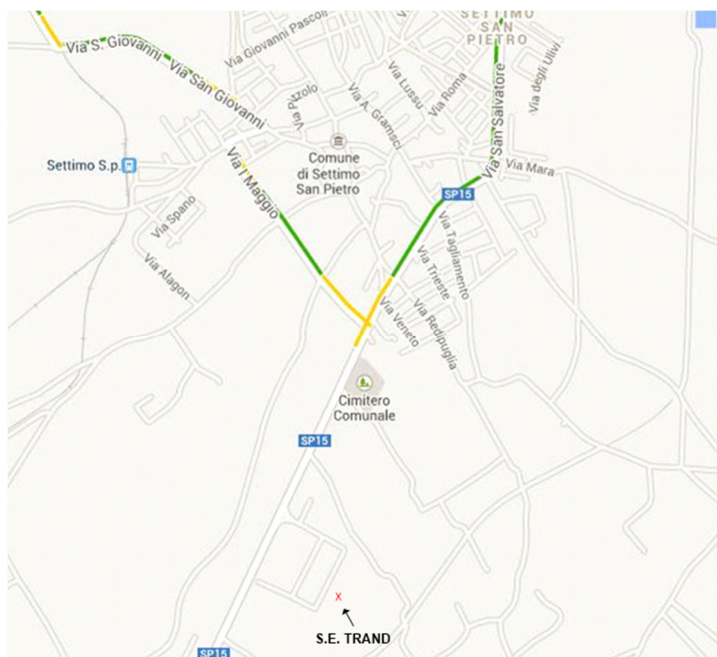 SETTIMO
SAN
PIETRO
Via S. Giovanni
Via Giovanni Pascoli
Via San Giovanni
Via A. Gramsci
Via Lussu
Via Roma
Via San Salvatore
Via degli Ulivi
Comune
di Settimo
San Pietro
Settimo S.p.
Via Mara
Via I Maggio
SP15
Via Spano
Via Alagon
Via Tagliamento
Via Trieste
Via Veneto
Via Redipuglia
Cimitero
Comunale
SP15
X
S.E. TRAND
SP15